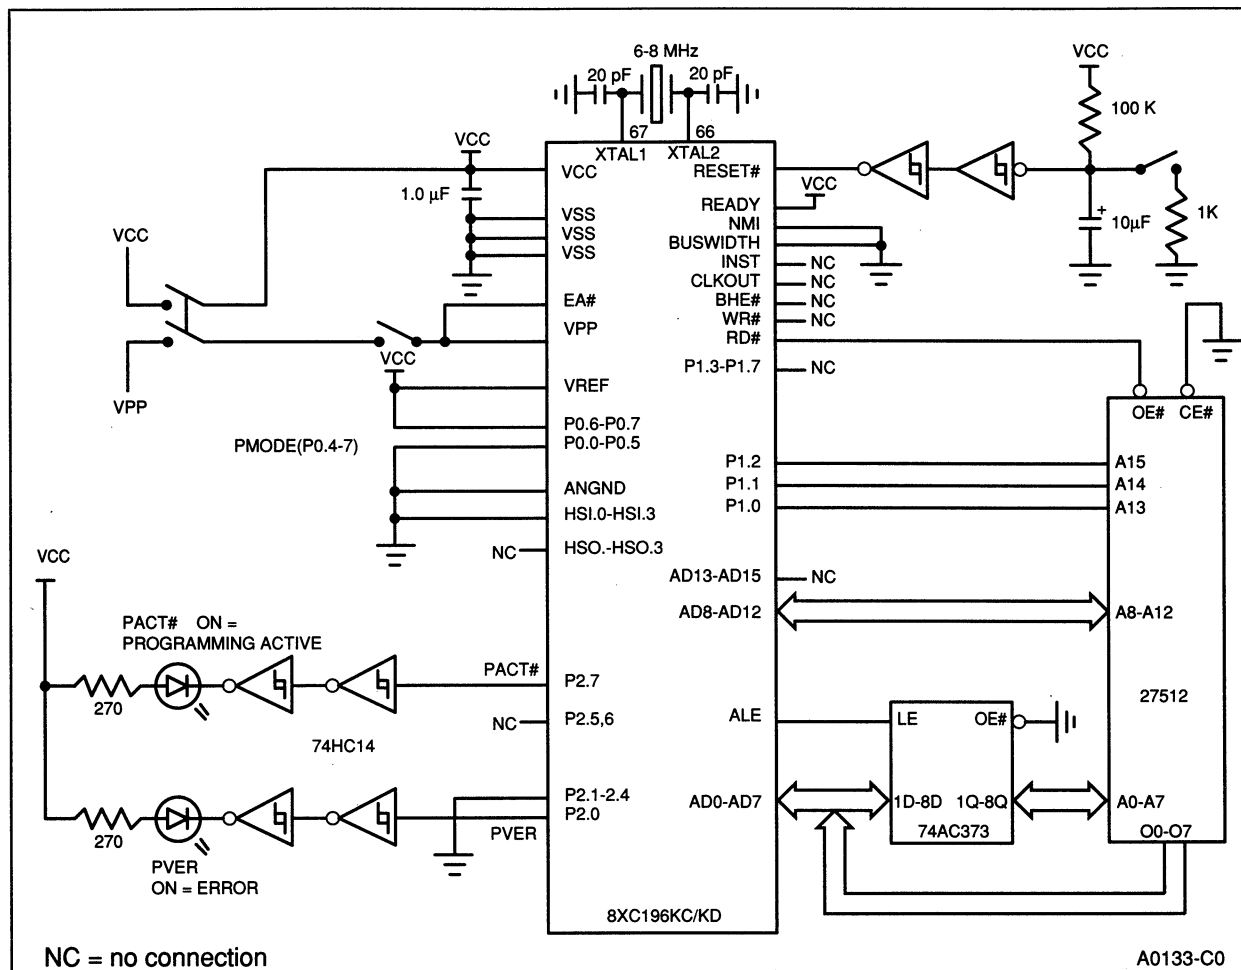 6-8 MHz
20 pF
20 pF
67
66
XTAL1
XTAL2
VCC
100 K
1K
10µF
+
VCC
1.0 µF
VCC
VPP
VCC
VSS
VSS
VSS
EA#
VPP
VCC
VREF
P0.6-P0.7
P0.0-P0.5
PMODE(P0.4-7)
ANGND
HSI.0-HSI.3
NC
HSO.-HSO.3
VCC
PACT# ON =
PROGRAMMING ACTIVE
270
PACT#
P2.7
NC
P2.5,6
74HC14
P2.1-2.4
P2.0
PVER
270
PVER
ON = ERROR
RESET#
VCC
READY
NMI
BUSWIDTH
INST
NC
CLKOUT
NC
BHE#
NC
WR#
NC
RD#
P1.3-P1.7
NC
P1.2
P1.1
P1.0
AD13-AD15
NC
AD8-AD12
ALE
AD0-AD7
8XC196KC/KD
OE#
CE#
A15
A14
A13
A8-A12
27512
A0-A7
O0-O7
LE
OE#
1D-8D
1Q-8Q
74AC373
NC = no connection
A0133-C0